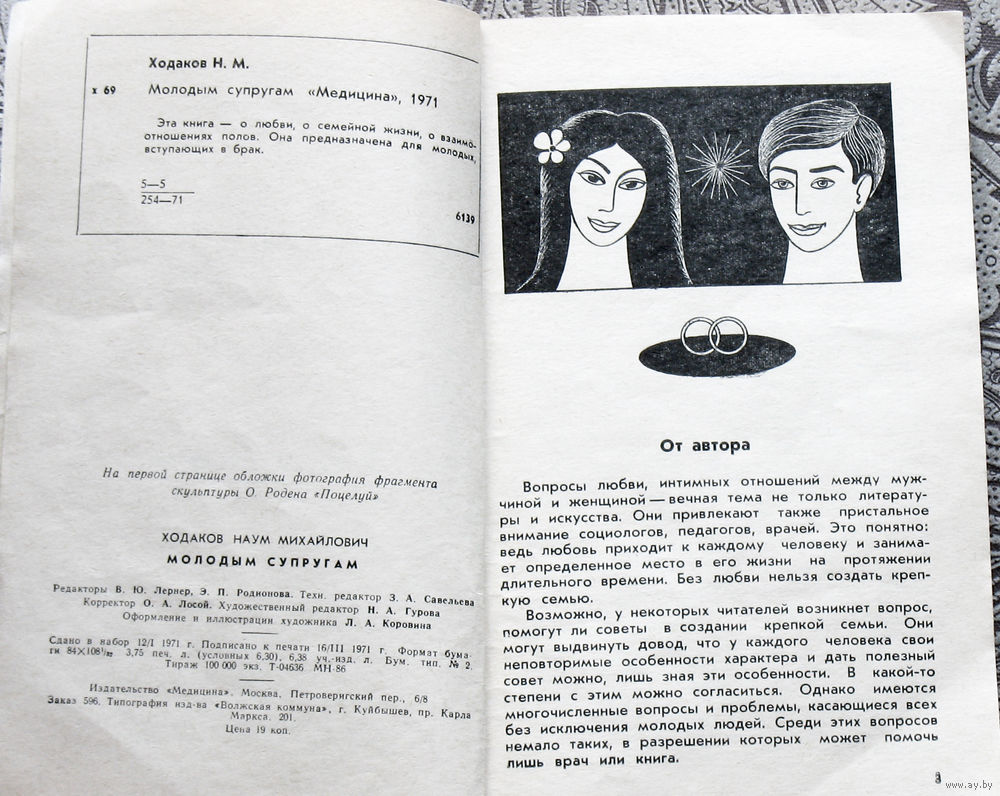 Ходаков Н. М.
х 69
Молодым супругам «Медицина», 1971
Эта книга — о любви, о семейной жизни, о взаимо-
отношениях полов. Она предназначена для молодых,
вступающих в брак.
5—5
254—71
6139
На первой странице обложки фотография фрагмента
скульптуры О. Родена «Поцелуй»
ХОДАКОВ НАУМ МИХАЙЛОВИЧ
МОЛОДЫМ СУПРУГАМ
Редакторы В. Ю. Лернер, Э. П. Родионова. Техн. редактор З. А. Савельева
Корректор О. А. Лосой. Художественный редактор Н. А. Гурова
Оформление и иллюстрации художника Л. А. Коровина
Сдано в набор 12/I 1971 г. Подписано к печати 16/III 1971 г. Формат бума-
ги 84×108¹/₃₂ 3,75 печ. л. (условных 6,30), 6,38 уч.-изд. л. Бум. тип. № 2.
Тираж 100 000 экз. Т-04636. МН-86
Издательство «Медицина». Москва, Петроверигский пер., 6/8
Заказ 596. Типография изд-ва «Волжская коммуна», г. Куйбышев, пр. Карла
Маркса. 201.
Цена 19 коп.
От автора
Вопросы любви, интимных отношений между муж-
чиной и женщиной — вечная тема не только литерату-
ры и искусства. Они привлекают также пристальное
внимание социологов, педагогов, врачей. Это понятно:
ведь любовь приходит к каждому человеку и занима-
ет определенное место в его жизни на протяжении
длительного времени. Без любви нельзя создать креп-
кую семью.
Возможно, у некоторых читателей возникнет вопрос,
помогут ли советы в создании крепкой семьи. Они
могут выдвинуть довод, что у каждого человека свои
неповторимые особенности характера и дать полезный
совет можно, лишь зная эти особенности. В какой-то
степени с этим можно согласиться. Однако имеются
многочисленные вопросы и проблемы, касающиеся всех
без исключения молодых людей. Среди этих вопросов
немало таких, в разрешении которых может помочь
лишь врач или книга.
3
www.ay.by